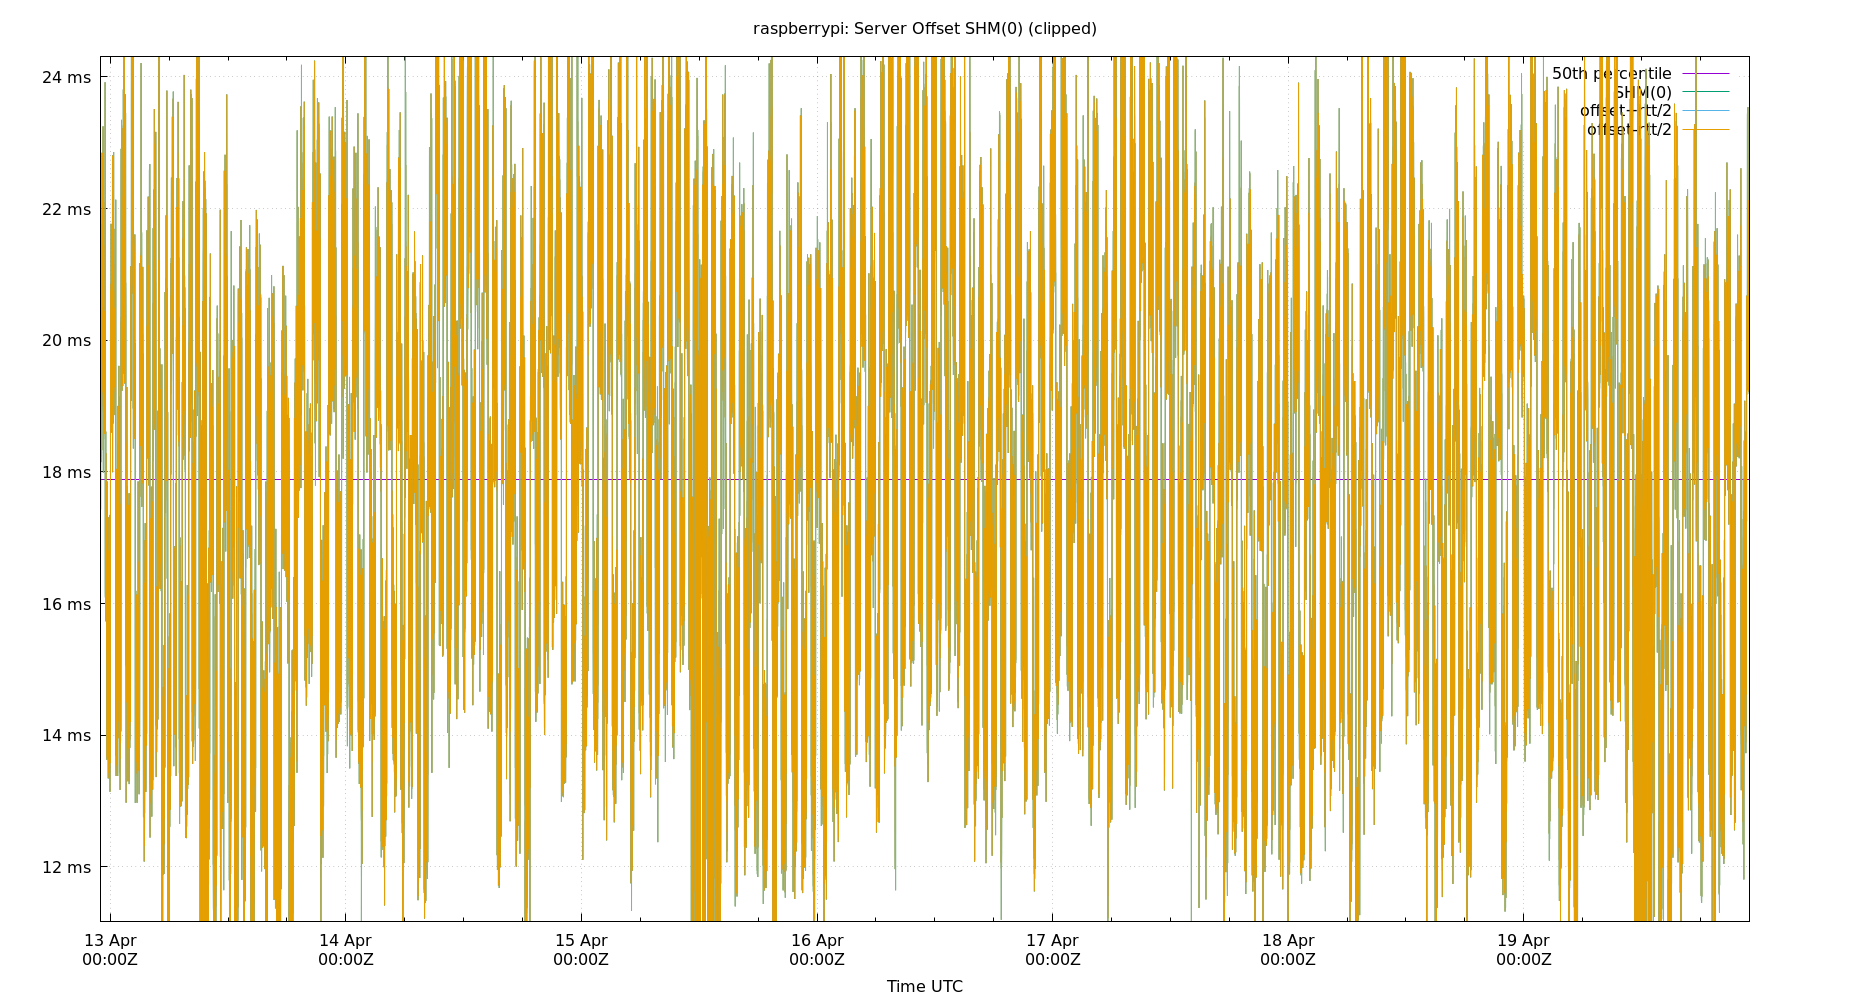 raspberrypi: Server Offset SHM(0) (clipped)
24 ms
22 ms
20 ms
18 ms
16 ms
14 ms
12 ms
50th percentile
SHM(0)
offset+rtt/2
offset-rtt/2
13 Apr
00:00Z
14 Apr
00:00Z
15 Apr
00:00Z
16 Apr
00:00Z
17 Apr
00:00Z
18 Apr
00:00Z
19 Apr
00:00Z
Time UTC